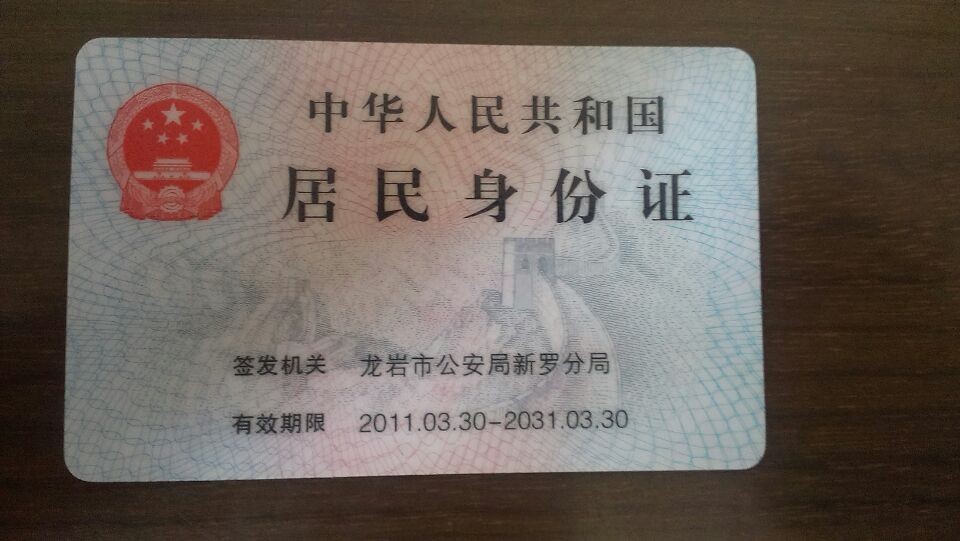 中华人民共和国
居民身份证
签发机关 龙岩市公安局新罗分局
有效期限 2011.03.30-2031.03.30